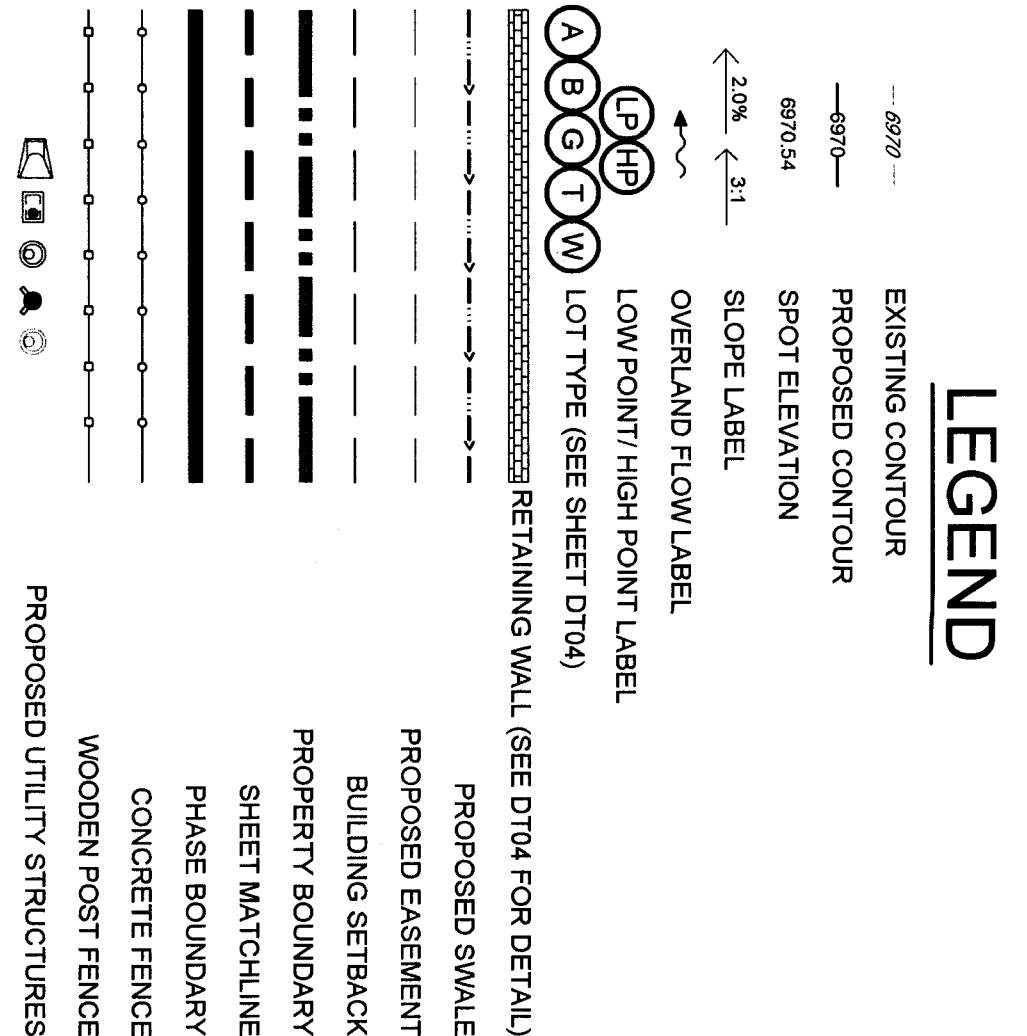 LEGEND
6970 EXISTING CONTOUR
6970 PROPOSED CONTOUR
6970.54 SPOT ELEVATION
2.0% 3:1 SLOPE LABEL
OVERLAND FLOW LABEL
LP HP LOW POINT/ HIGH POINT LABEL
A B G T W LOT TYPE (SEE SHEET DT04)
RETAINING WALL (SEE DT04 FOR DETAIL)
PROPOSED SWALE
PROPOSED EASEMENT
BUILDING SETBACK
PROPERTY BOUNDARY
SHEET MATCHLINE
PHASE BOUNDARY
CONCRETE FENCE
WOODEN POST FENCE
PROPOSED UTILITY STRUCTURES